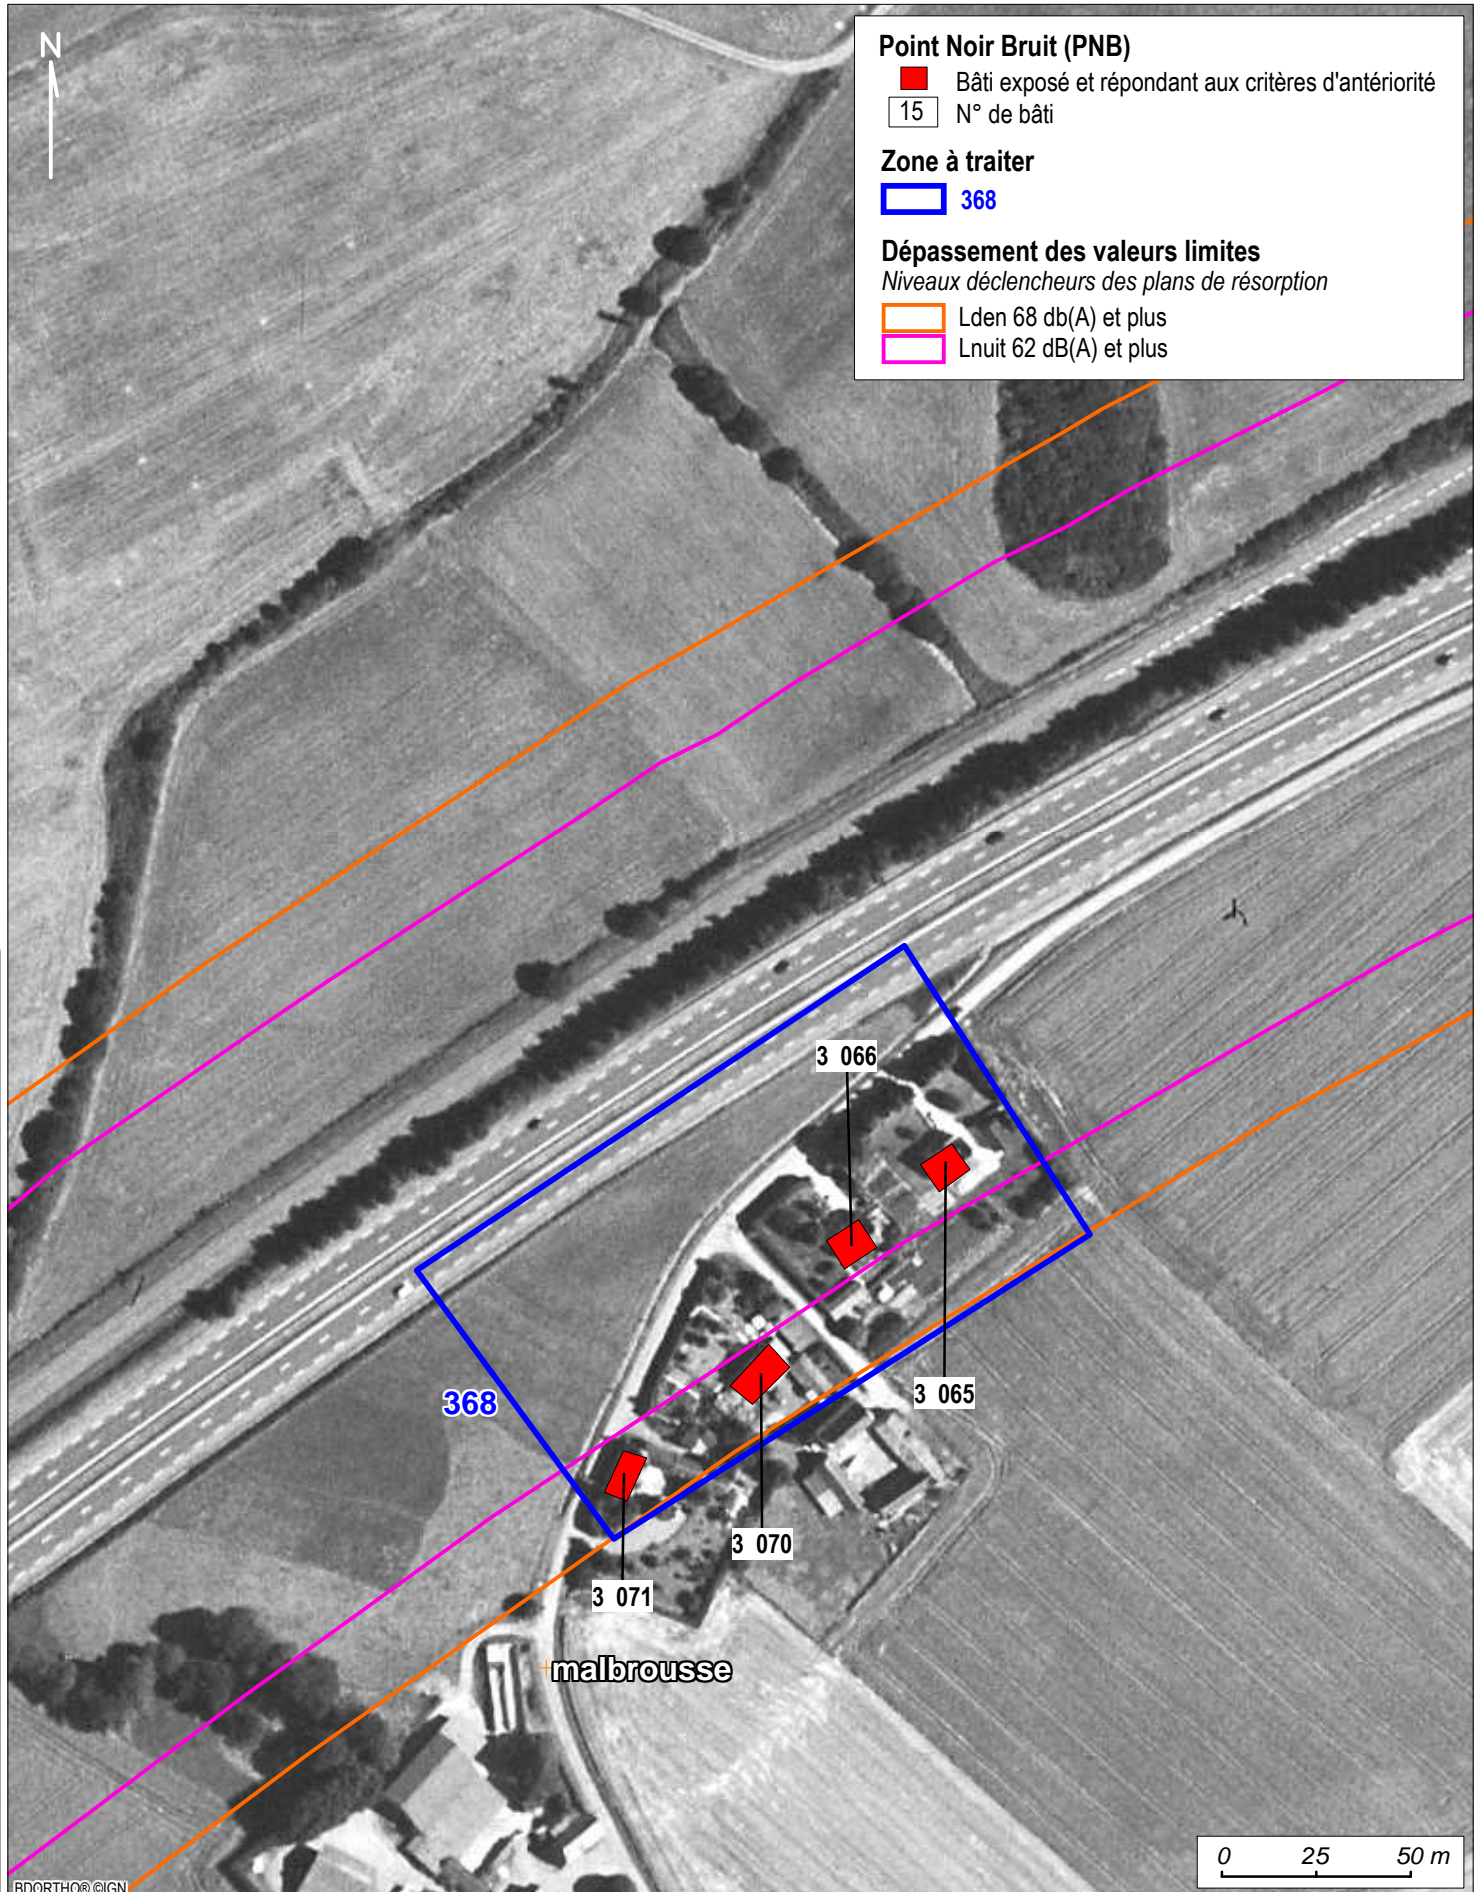 N
Point Noir Bruit (PNB)
Bâti exposé et répondant aux critères d'antériorité
15 N° de bâti
Zone à traiter
368
Dépassement des valeurs limites
Niveaux déclencheurs des plans de résorption
Lden 68 db(A) et plus
Lnuit 62 dB(A) et plus
3 066
3 065
368
3 070
3 071
malbrousse
0 25 50 m
BDORTHO® ©IGN